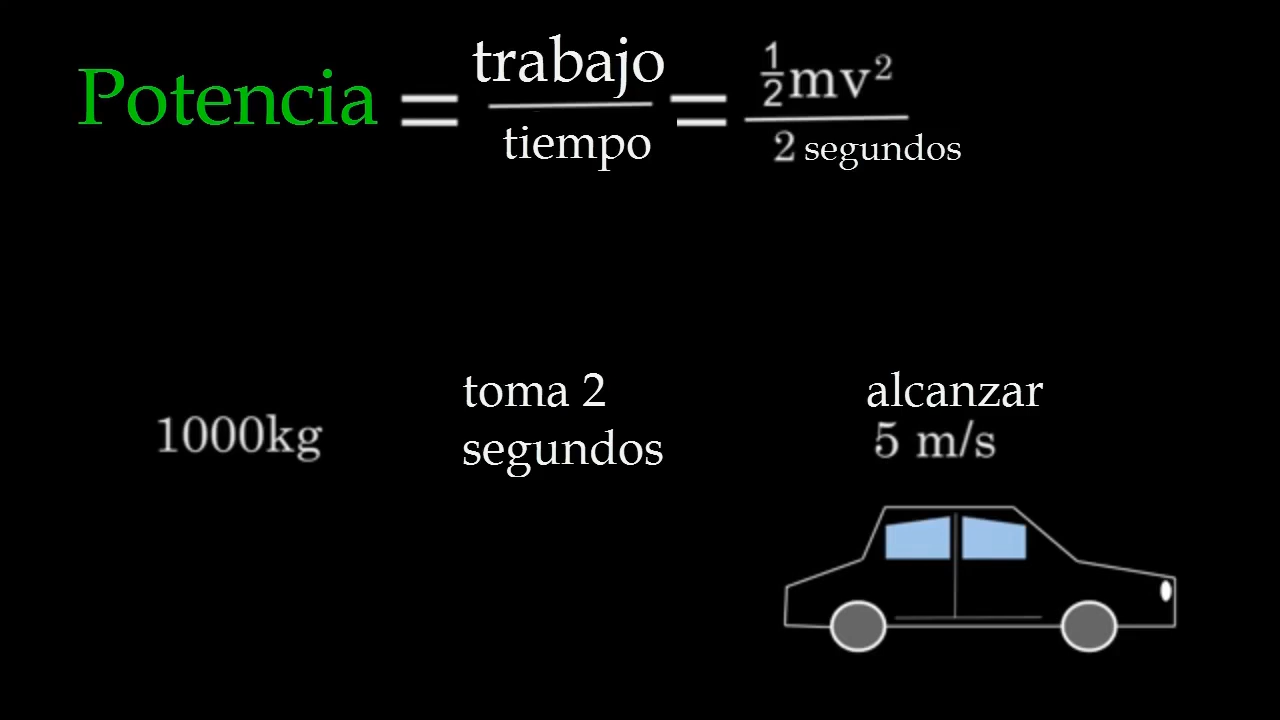 Potencia = trabajo / tiempo = ½mv² / 2 segundos
1000kg
toma 2
segundos
alcanzar
5 m/s